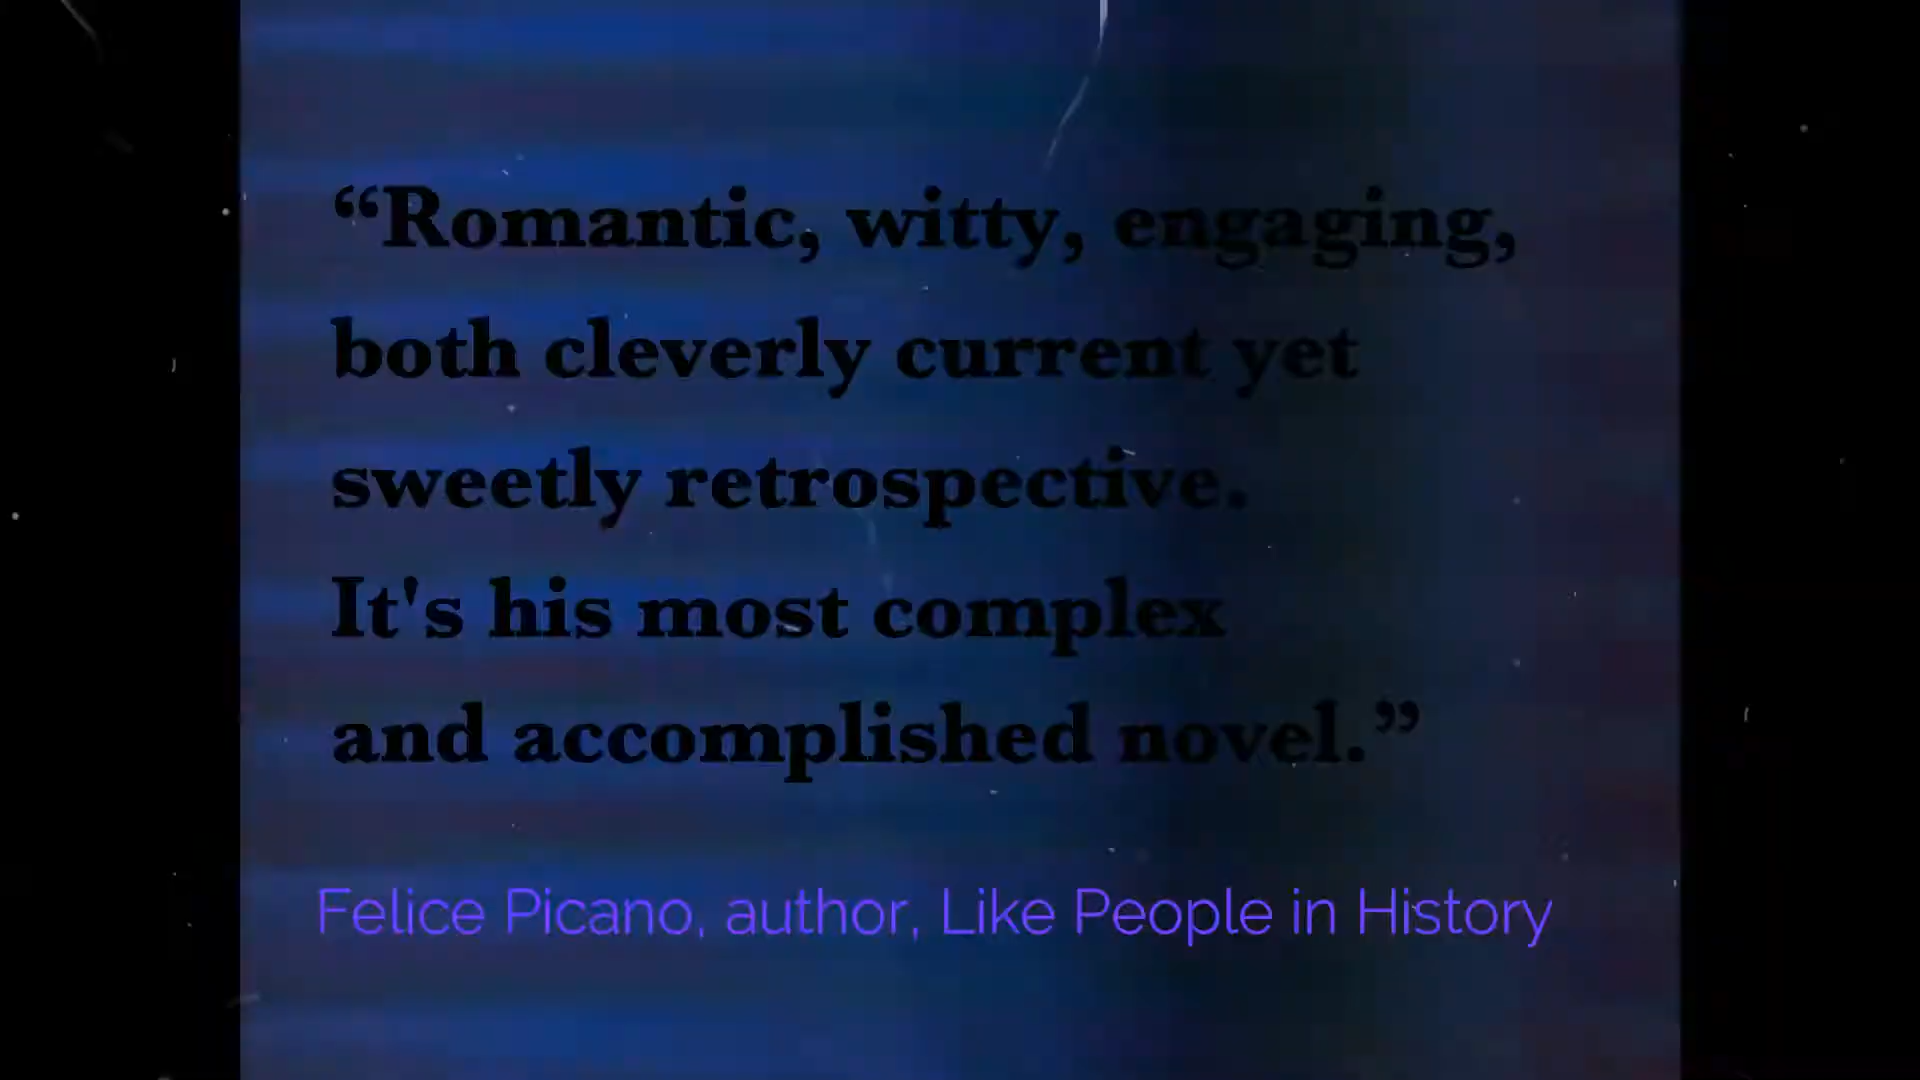 “Romantic, witty, engaging,
both cleverly current yet
sweetly retrospective.
It's his most complex
and accomplished novel.”
Felice Picano, author, Like People in History